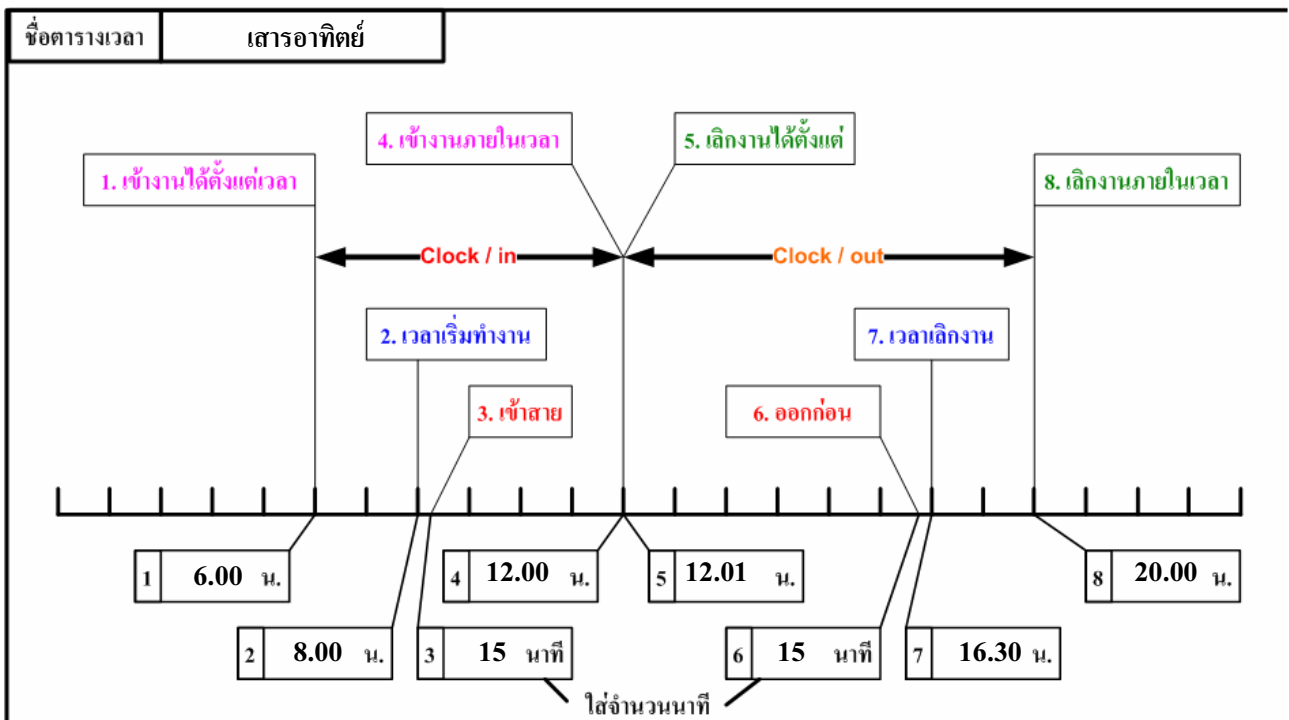 ชื่อตารางเวลา เสารอาทิตย์
4. เข้างานภายในเวลา 5. เลิกงานได้ตั้งแต่
1. เข้างานได้ตั้งแต่เวลา 8. เลิกงานภายในเวลา
Clock / in Clock / out
2. เวลาเริ่มทำงาน 7. เวลาเลิกงาน
3. เข้าสาย 6. ออกก่อน
1 6.00 น. 4 12.00 น. 5 12.01 น. 8 20.00 น.
2 8.00 น. 3 15 นาที 6 15 นาที 7 16.30 น.
ใส่จำนวนนาที